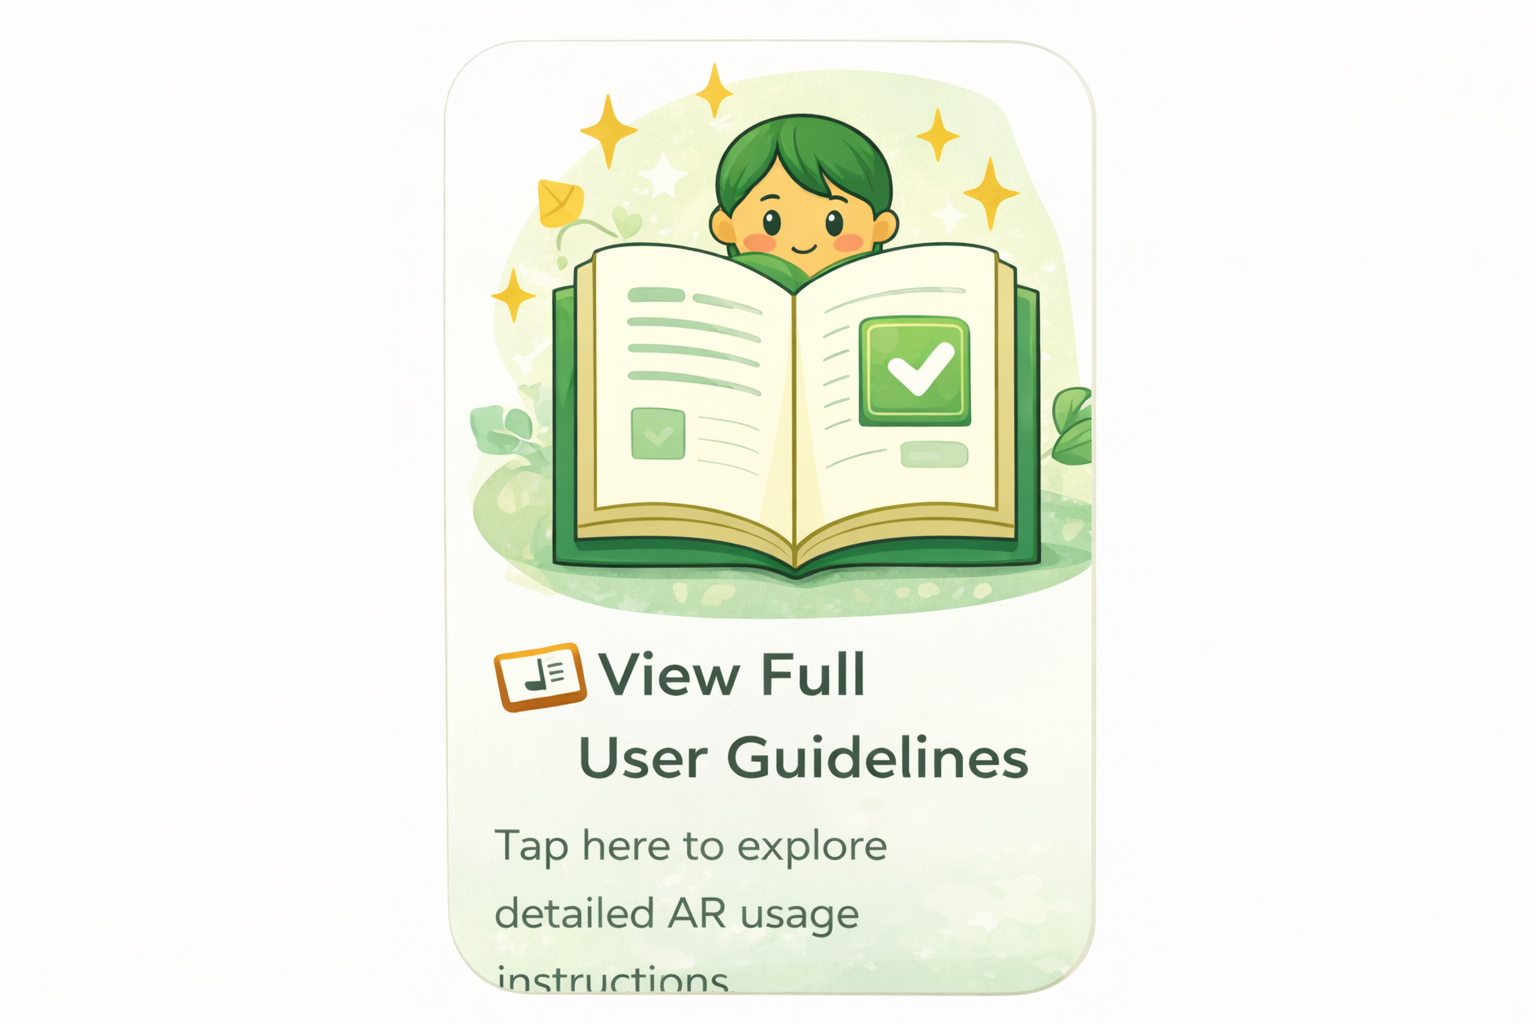 View Full
User Guidelines
Tap here to explore
detailed AR usage
instructions.